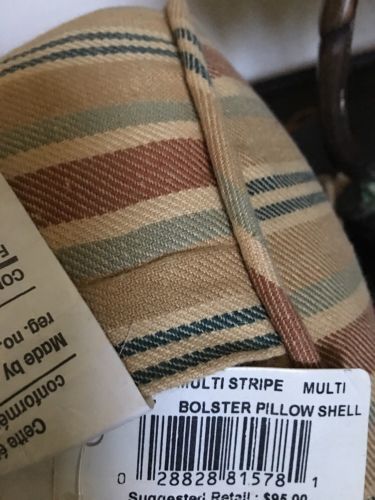 MULTI STRIPE MULTI
BOLSTER PILLOW SHELL
0 28828 81578 1
Suggested Retail : $95.00
Made by
reg. no.
conformé
Cette é